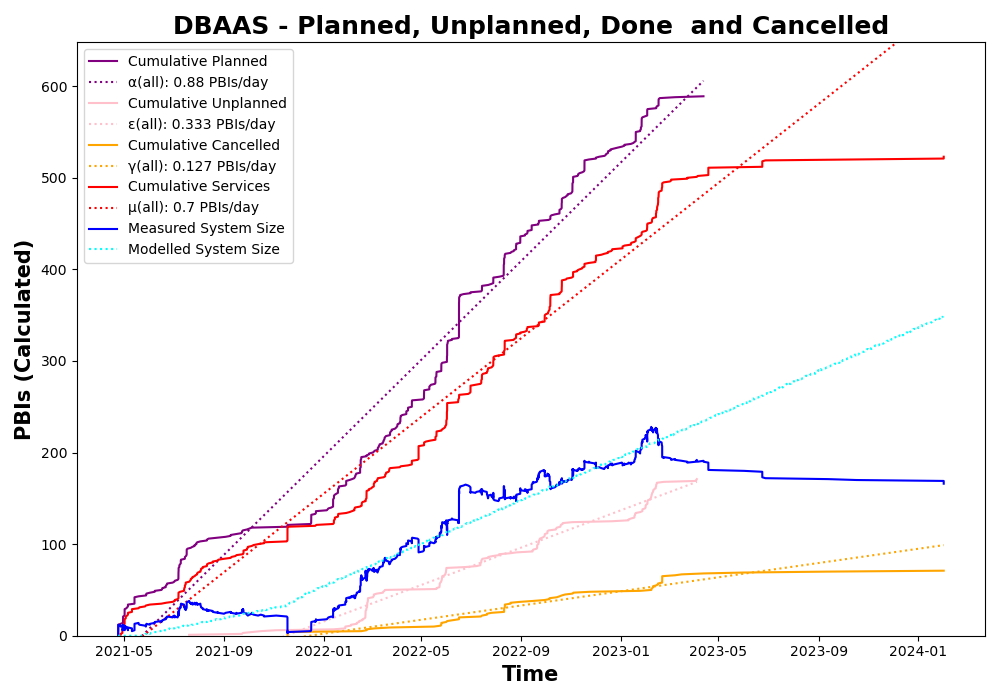 DBAAS - Planned, Unplanned, Done  and Cancelled
Cumulative Planned
α(all): 0.88 PBIs/day
Cumulative Unplanned
ε(all): 0.333 PBIs/day
Cumulative Cancelled
γ(all): 0.127 PBIs/day
Cumulative Services
μ(all): 0.7 PBIs/day
Measured System Size
Modelled System Size
PBIs (Calculated)
600
500
400
300
200
100
0
2021-05 2021-09 2022-01 2022-05 2022-09 2023-01 2023-05 2023-09 2024-01
Time